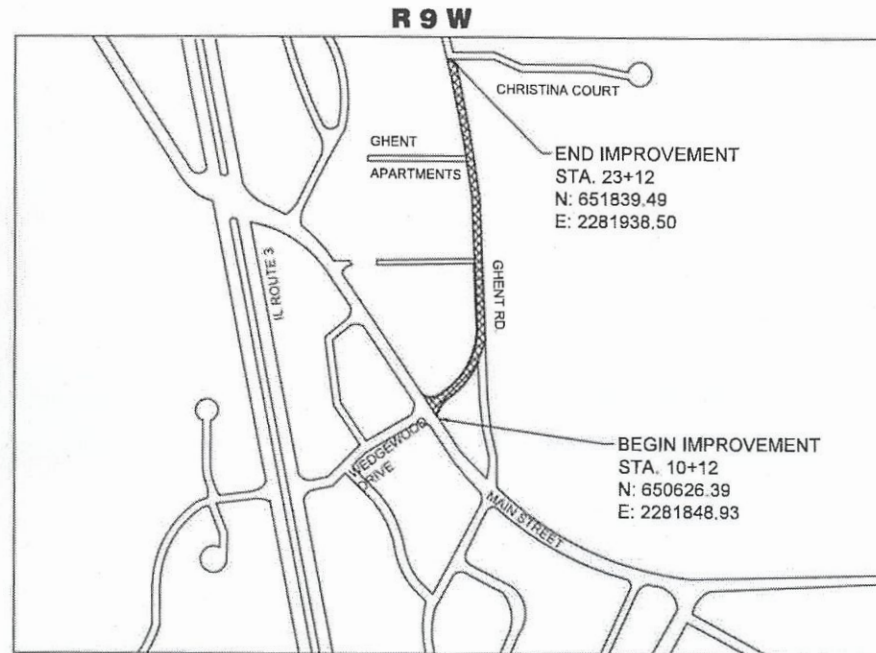 R 9 W
CHRISTINA COURT
GHENT
APARTMENTS
END IMPROVEMENT
STA. 23+12
N: 651839.49
E: 2281938.50
IL ROUTE 3
GHENT RD.
BEGIN IMPROVEMENT
STA. 10+12
N: 650626.39
E: 2281848.93
WEDGEWOOD
DRIVE
MAIN STREET